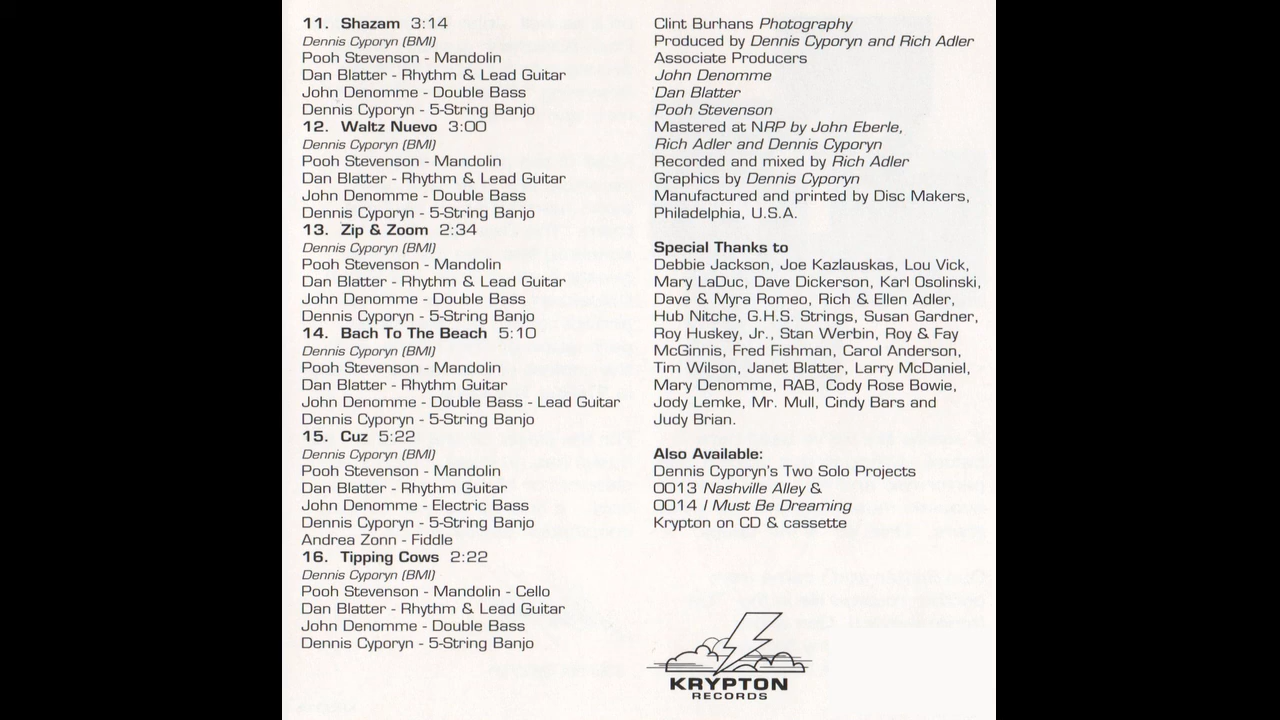 11. Shazam 3:14
Dennis Cyporyn (BMI)
Pooh Stevenson - Mandolin
Dan Blatter - Rhythm & Lead Guitar
John Denomme - Double Bass
Dennis Cyporyn - 5-String Banjo
12. Waltz Nuevo 3:00
Dennis Cyporyn (BMI)
Pooh Stevenson - Mandolin
Dan Blatter - Rhythm & Lead Guitar
John Denomme - Double Bass
Dennis Cyporyn - 5-String Banjo
13. Zip & Zoom 2:34
Dennis Cyporyn (BMI)
Pooh Stevenson - Mandolin
Dan Blatter - Rhythm & Lead Guitar
John Denomme - Double Bass
Dennis Cyporyn - 5-String Banjo
14. Bach To The Beach 5:10
Dennis Cyporyn (BMI)
Pooh Stevenson - Mandolin
Dan Blatter - Rhythm Guitar
John Denomme - Double Bass - Lead Guitar
Dennis Cyporyn - 5-String Banjo
15. Cuz 5:22
Dennis Cyporyn (BMI)
Pooh Stevenson - Mandolin
Dan Blatter - Rhythm Guitar
John Denomme - Electric Bass
Dennis Cyporyn - 5-String Banjo
Andrea Zonn - Fiddle
16. Tipping Cows 2:22
Dennis Cyporyn (BMI)
Pooh Stevenson - Mandolin - Cello
Dan Blatter - Rhythm & Lead Guitar
John Denomme - Double Bass
Dennis Cyporyn - 5-String Banjo
Clint Burhans Photography
Produced by Dennis Cyporyn and Rich Adler
Associate Producers
John Denomme
Dan Blatter
Pooh Stevenson
Mastered at NRP by John Eberle,
Rich Adler and Dennis Cyporyn
Recorded and mixed by Rich Adler
Graphics by Dennis Cyporyn
Manufactured and printed by Disc Makers,
Philadelphia, U.S.A.
Special Thanks to
Debbie Jackson, Joe Kazlauskas, Lou Vick,
Mary LaDuc, Dave Dickerson, Karl Osolinski,
Dave & Myra Romeo, Rich & Ellen Adler,
Hub Nitche, G.H.S. Strings, Susan Gardner,
Roy Huskey, Jr., Stan Werbin, Roy & Fay
McGinnis, Fred Fishman, Carol Anderson,
Tim Wilson, Janet Blatter, Larry McDaniel,
Mary Denomme, RAB, Cody Rose Bowie,
Jody Lemke, Mr. Mull, Cindy Bars and
Judy Brian.
Also Available:
Dennis Cyporyn's Two Solo Projects
0013 Nashville Alley &
0014 I Must Be Dreaming
Krypton on CD & cassette
KRYPTON
RECORDS